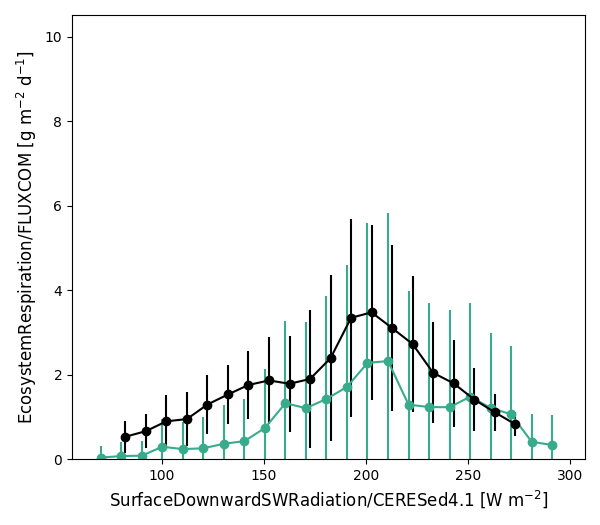 10
8
6
4
2
0
100 150 200 250 300
EcosystemRespiration/FLUXCOM [g m⁻² d⁻¹]
SurfaceDownwardSWRadiation/CERESed4.1 [W m⁻²]